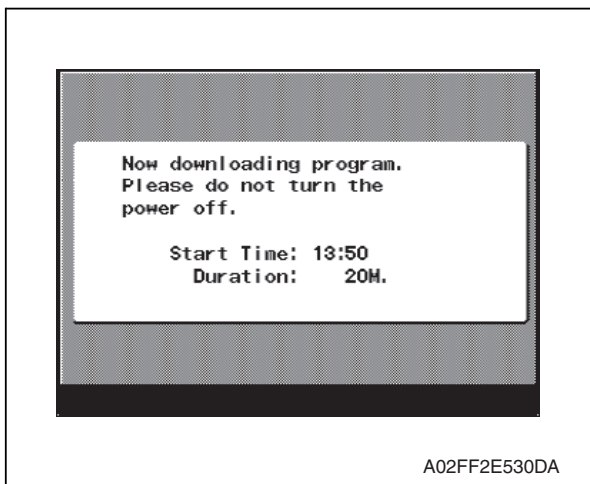 Now downloading program.
Please do not turn the
power off.
Start Time: 13:50
Duration: 20M.
A02FF2E530DA